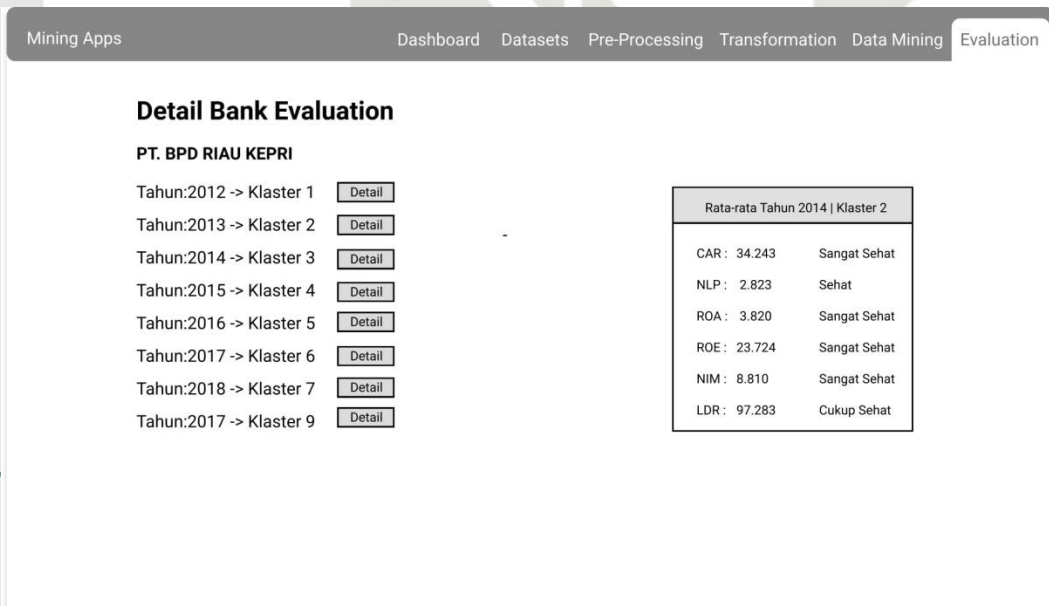 Mining Apps Dashboard Datasets Pre-Processing Transformation Data Mining Evaluation
Detail Bank Evaluation
PT. BPD RIAU KEPRI
Tahun:2012 -> Klaster 1 Detail
Tahun:2013 -> Klaster 2 Detail
Tahun:2014 -> Klaster 3 Detail
Tahun:2015 -> Klaster 4 Detail
Tahun:2016 -> Klaster 5 Detail
Tahun:2017 -> Klaster 6 Detail
Tahun:2018 -> Klaster 7 Detail
Tahun:2017 -> Klaster 9 Detail
-
Rata-rata Tahun 2014 | Klaster 2
CAR : 34.243 Sangat Sehat
NLP : 2.823 Sehat
ROA : 3.820 Sangat Sehat
ROE : 23.724 Sangat Sehat
NIM : 8.810 Sangat Sehat
LDR : 97.283 Cukup Sehat